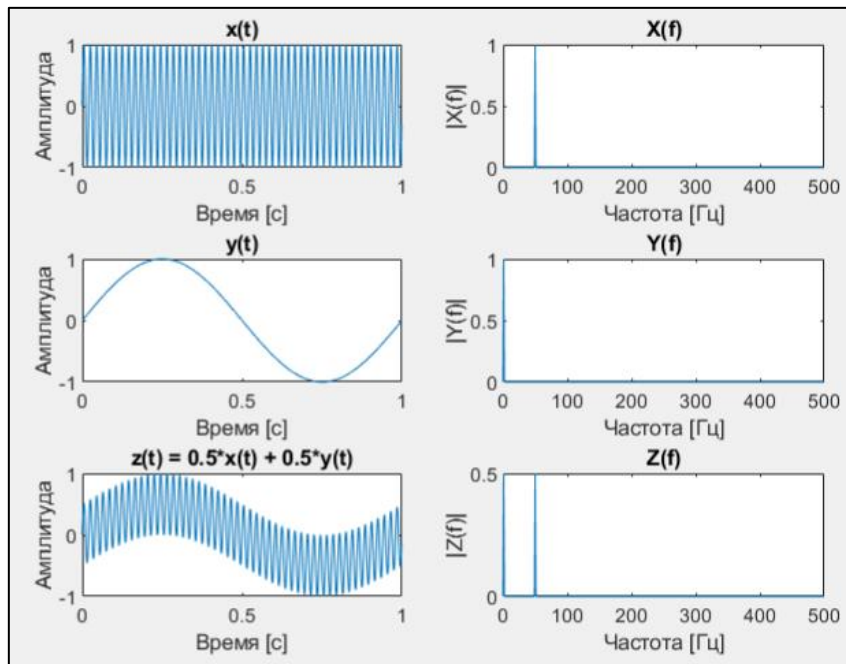 x(t)
Амплитуда
1
0
-1
0 0.5 1
Время [с]
X(f)
|X(f)|
1
0.5
0
0 100 200 300 400 500
Частота [Гц]
y(t)
Амплитуда
1
0
-1
0 0.5 1
Время [с]
Y(f)
|Y(f)|
1
0.5
0
0 100 200 300 400 500
Частота [Гц]
z(t) = 0.5*x(t) + 0.5*y(t)
Амплитуда
1
0
-1
0 0.5 1
Время [с]
Z(f)
|Z(f)|
0.5
0
0 100 200 300 400 500
Частота [Гц]